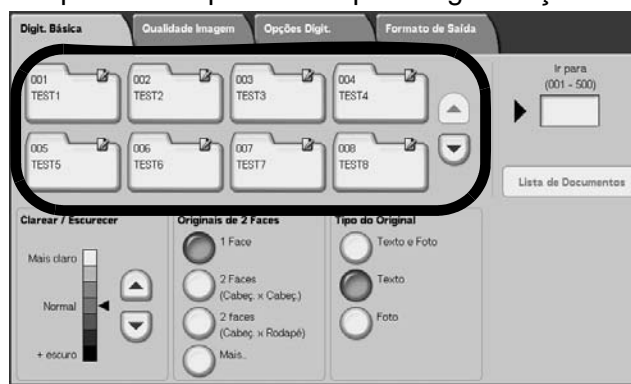 Digit. Básica
Qualidade Imagem
Opções Digit.
Formato de Saída
001
TEST1
002
TEST2
003
TEST3
004
TEST4
005
TEST5
006
TEST6
007
TEST7
008
TEST8
Ir para
(001 - 500)
Lista de Documentos
Clarear / Escurecer
Mais claro
Normal
+ escuro
Originais de 2 Faces
1 Face
2 Faces
(Cabeç. x Cabeç.)
2 faces
(Cabeç. x Rodapé)
Mais..
Tipo do Original
Texto e Foto
Texto
Foto